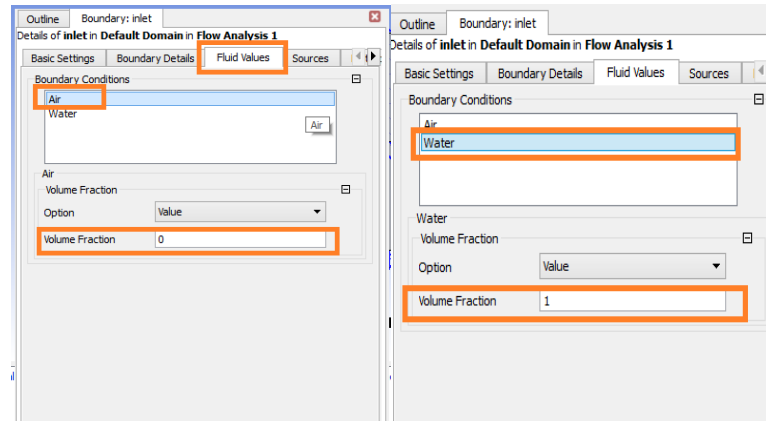 Outline Boundary: inlet
Details of inlet in Default Domain in Flow Analysis 1
Basic Settings Boundary Details Fluid Values Sources
Boundary Conditions
Air
Water
Air
Air
Volume Fraction
Option Value
Volume Fraction 0
Outline Boundary: inlet
Details of inlet in Default Domain in Flow Analysis 1
Basic Settings Boundary Details Fluid Values Sources
Boundary Conditions
Air
Water
Water
Volume Fraction
Option Value
Volume Fraction 1